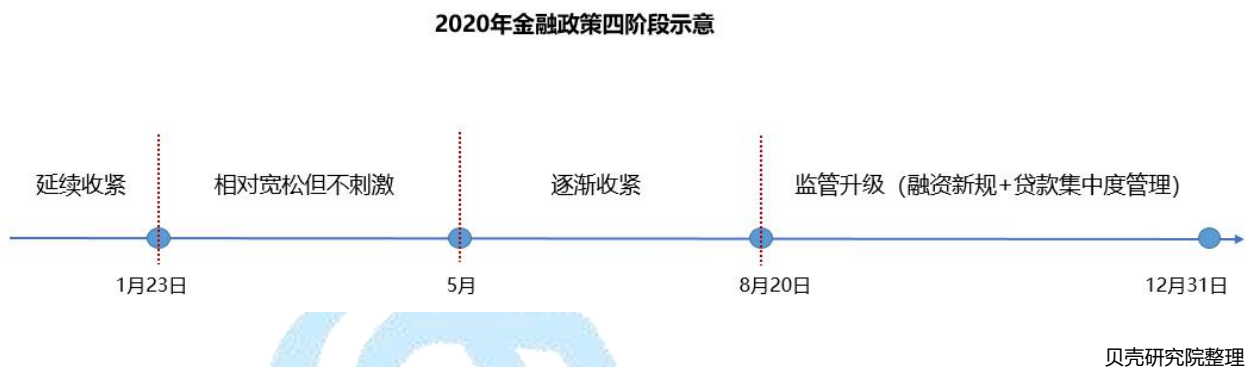 2020年金融政策四阶段示意
延续收紧
相对宽松但不刺激
逐渐收紧
监管升级（融资新规+贷款集中度管理）
1月23日
5月
8月20日
12月31日
贝壳研究院整理